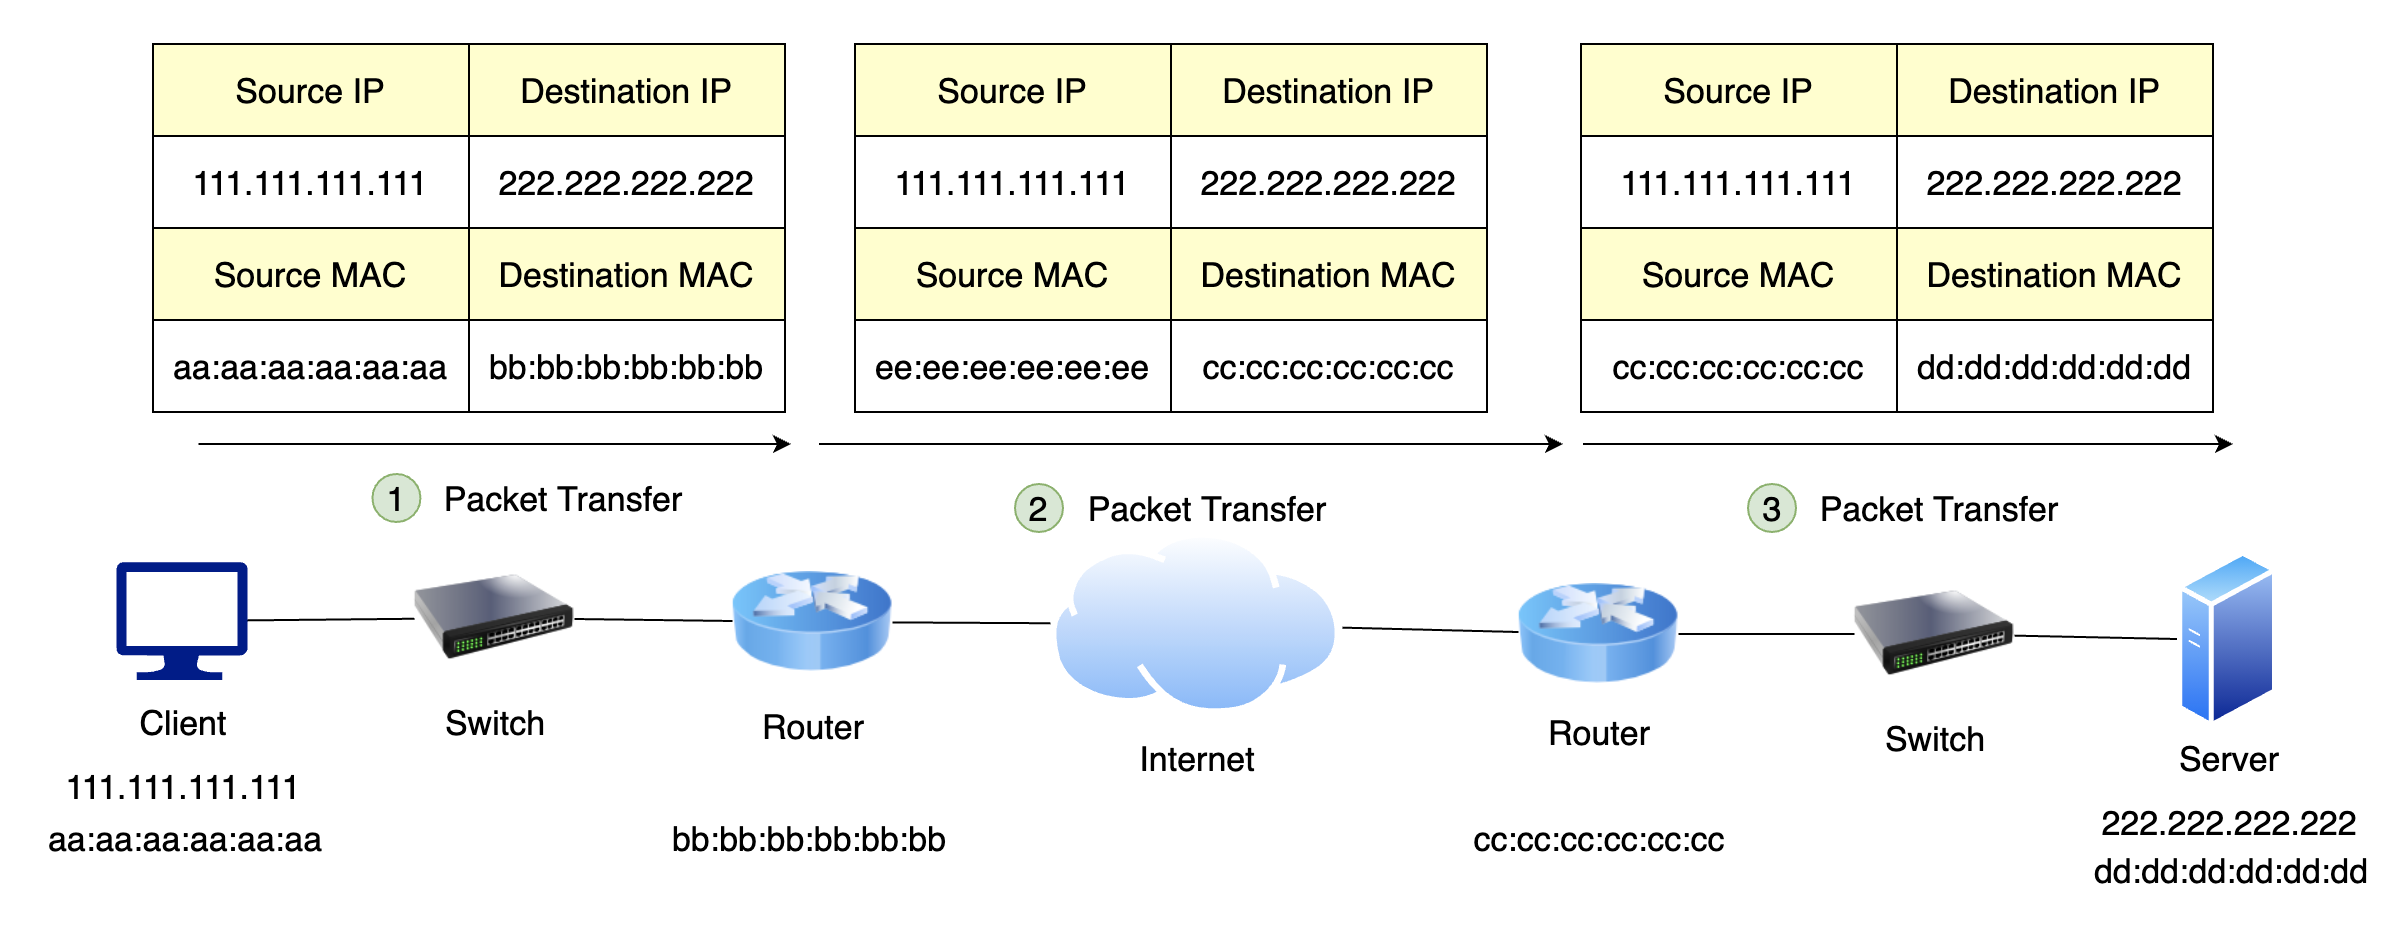 Source IP Destination IP
111.111.111.111 222.222.222.222
Source MAC Destination MAC
aa:aa:aa:aa:aa:aa bb:bb:bb:bb:bb:bb
Source IP Destination IP
111.111.111.111 222.222.222.222
Source MAC Destination MAC
ee:ee:ee:ee:ee:ee cc:cc:cc:cc:cc:cc
Source IP Destination IP
111.111.111.111 222.222.222.222
Source MAC Destination MAC
cc:cc:cc:cc:cc:cc dd:dd:dd:dd:dd:dd
1 Packet Transfer
2 Packet Transfer
3 Packet Transfer
Client
111.111.111.111
aa:aa:aa:aa:aa:aa
Switch
Router
bb:bb:bb:bb:bb:bb
Internet
Router
cc:cc:cc:cc:cc:cc
Switch
Server
222.222.222.222
dd:dd:dd:dd:dd:dd